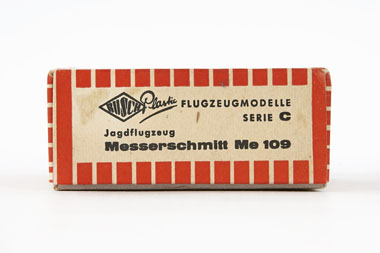 BUSCH Plastic FLUGZEUGMODELLE
SERIE C
Jagdflugzeug
Messerschmitt Me 109